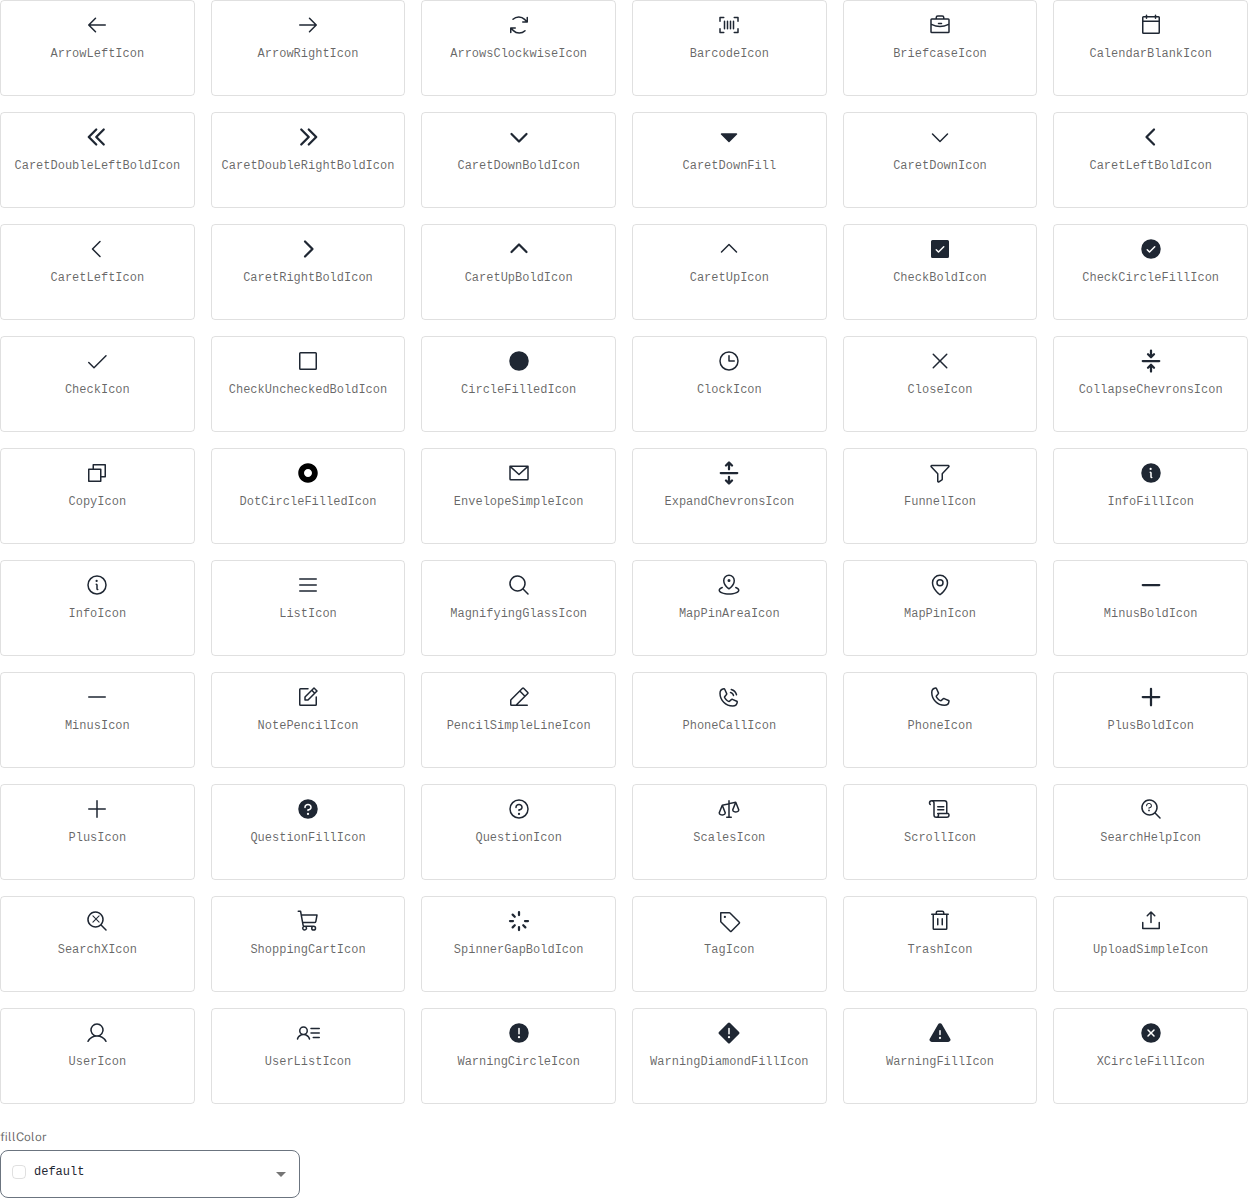 ArrowLeftIcon
ArrowRightIcon
ArrowsClockwiseIcon
BarcodeIcon
BriefcaseIcon
CalendarBlankIcon
CaretDoubleLeftBoldIcon
CaretDoubleRightBoldIcon
CaretDownBoldIcon
CaretDownFill
CaretDownIcon
CaretLeftBoldIcon
CaretLeftIcon
CaretRightBoldIcon
CaretUpBoldIcon
CaretUpIcon
CheckBoldIcon
CheckCircleFillIcon
CheckIcon
CheckUncheckedBoldIcon
CircleFilledIcon
ClockIcon
CloseIcon
CollapseChevronsIcon
CopyIcon
DotCircleFilledIcon
EnvelopeSimpleIcon
ExpandChevronsIcon
FunnelIcon
InfoFillIcon
InfoIcon
ListIcon
MagnifyingGlassIcon
MapPinAreaIcon
MapPinIcon
MinusBoldIcon
MinusIcon
NotePencilIcon
PencilSimpleLineIcon
PhoneCallIcon
PhoneIcon
PlusBoldIcon
PlusIcon
QuestionFillIcon
QuestionIcon
ScalesIcon
ScrollIcon
SearchHelpIcon
SearchXIcon
ShoppingCartIcon
SpinnerGapBoldIcon
TagIcon
TrashIcon
UploadSimpleIcon
UserIcon
UserListIcon
WarningCircleIcon
WarningDiamondFillIcon
WarningFillIcon
XCircleFillIcon
fillColor
default